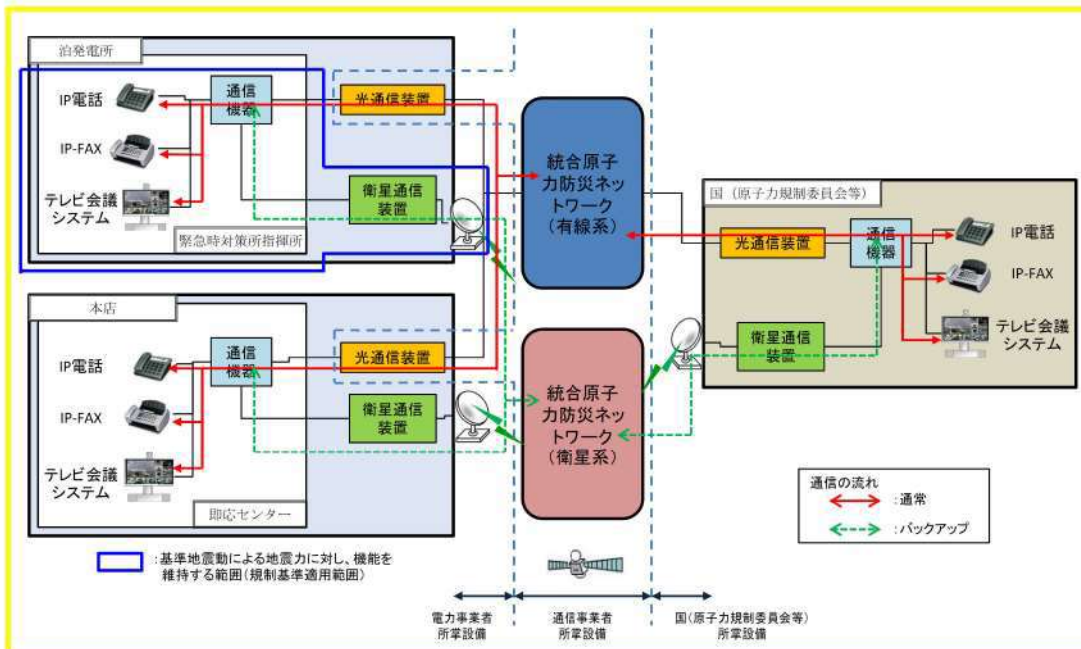 泊発電所
IP電話
IP-FAX
テレビ会議
システム
通信
機器
光通信装置
衛星通信
装置
緊急時対策所指揮所
本店
IP電話
IP-FAX
テレビ会議
システム
通信
機器
光通信装置
衛星通信
装置
即応センター
統合原子
力防災ネッ
トワーク
(有線系)
統合原子
力防災ネッ
トワーク
(衛星系)
国(原子力規制委員会等)
光通信装置
通信
機器
衛星通信
装置
IP電話
IP-FAX
テレビ会議
システム
通信の流れ
:通常
:バックアップ
:基準地震動による地震力に対し、機能を
維持する範囲(規制基準適用範囲)
電力事業者
所掌設備
通信事業者
所掌設備
国(原子力規制委員会等)
所掌設備